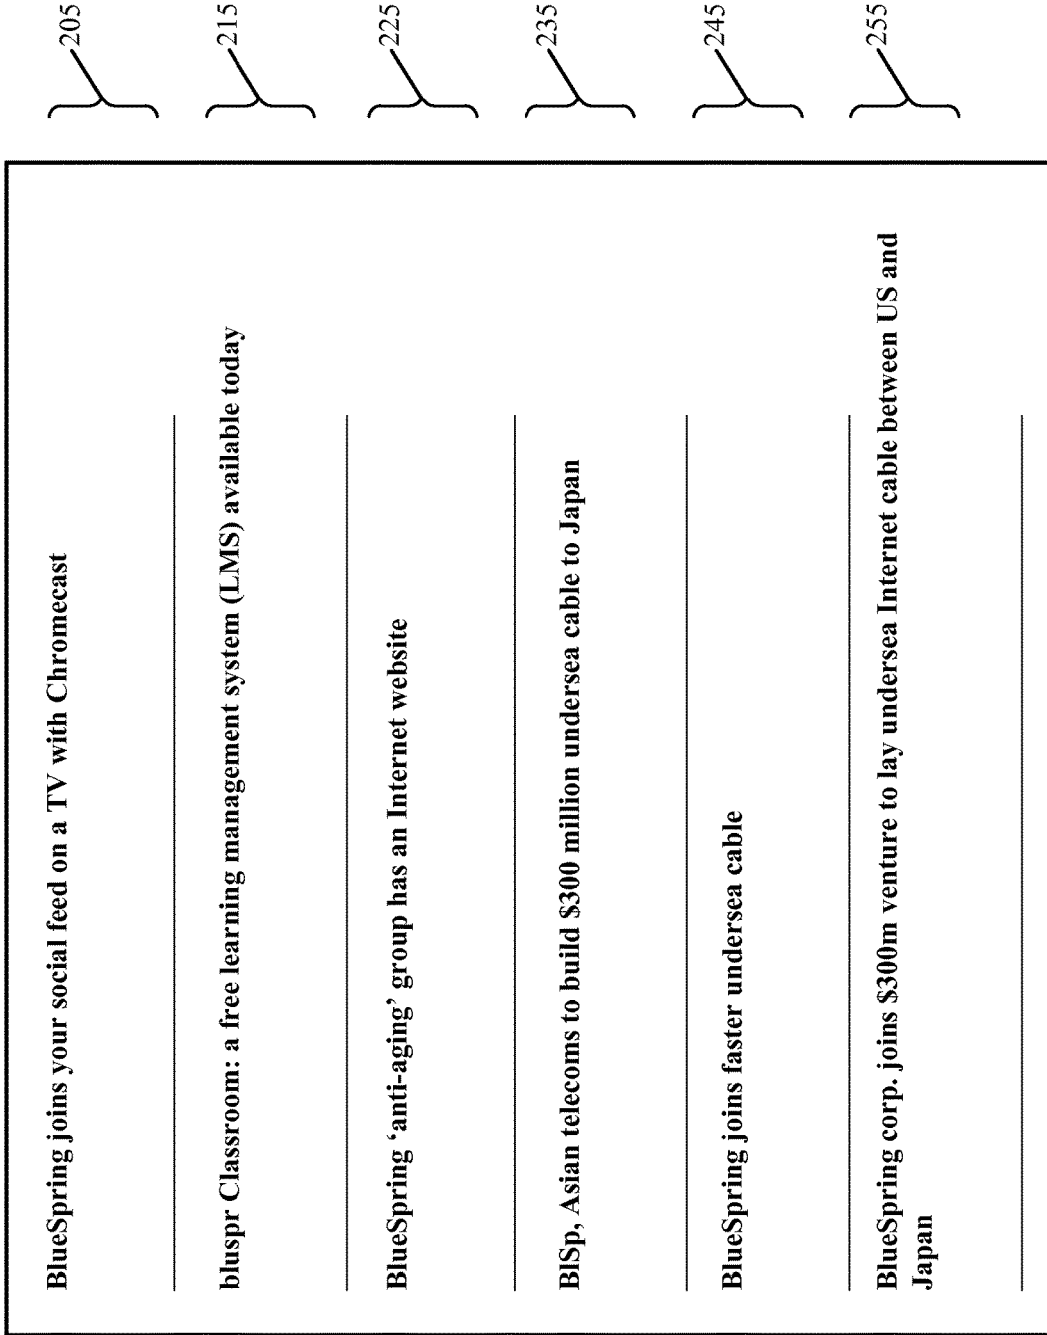 BlueSpring joins your social feed on a TV with Chromecast
205
bluspr Classroom: a free learning management system (LMS) available today
215
BlueSpring ‘anti-aging’ group has an Internet website
225
BlSp, Asian telecoms to build $300 million undersea cable to Japan
235
BlueSpring joins faster undersea cable
245
BlueSpring corp. joins $300m venture to lay undersea Internet cable between US and
Japan
255